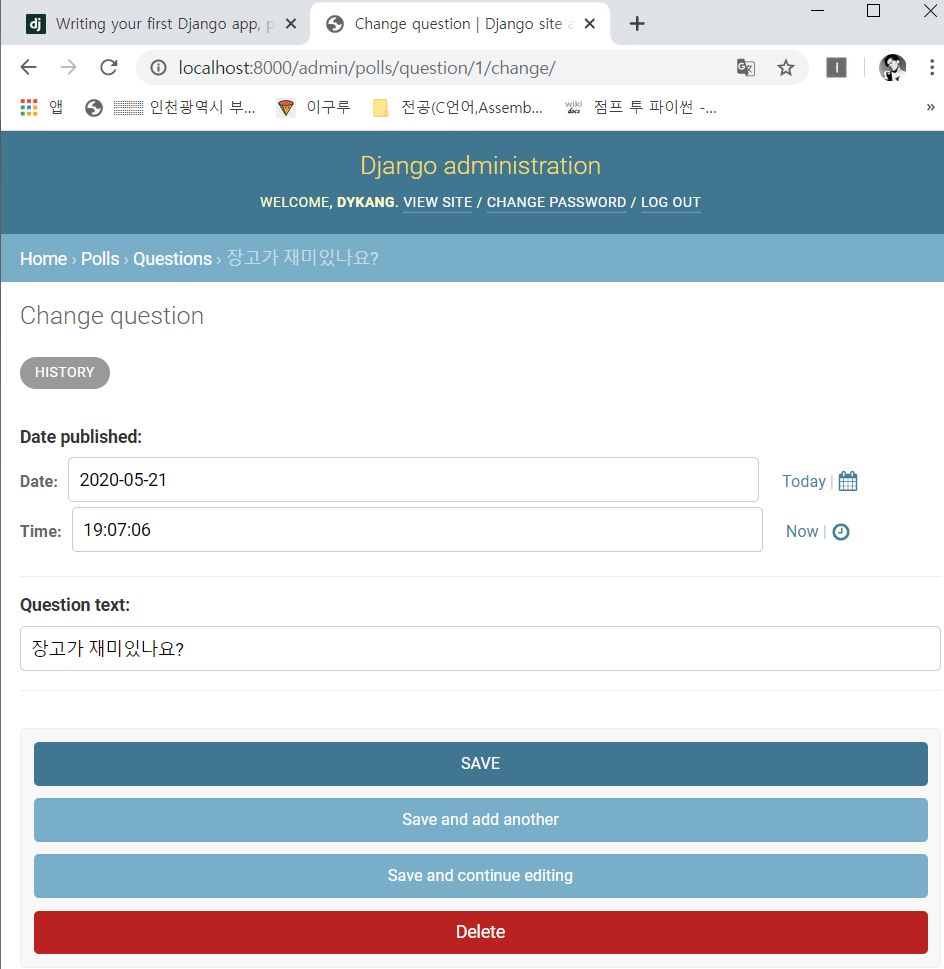 dj Writing your first Django app, p
Change question | Django site a
localhost:8000/admin/polls/question/1/change/
앱 인천광역시 부... 이구루 전공(C언어,Assemb... wiki docs 점프 투 파이썬 -... »
Django administration
WELCOME, DYKANG. VIEW SITE / CHANGE PASSWORD / LOG OUT
Home › Polls › Questions › 장고가 재미있나요?
Change question
HISTORY
Date published:
Date: 2020-05-21 Today |
Time: 19:07:06 Now |
Question text:
장고가 재미있나요?
SAVE
Save and add another
Save and continue editing
Delete